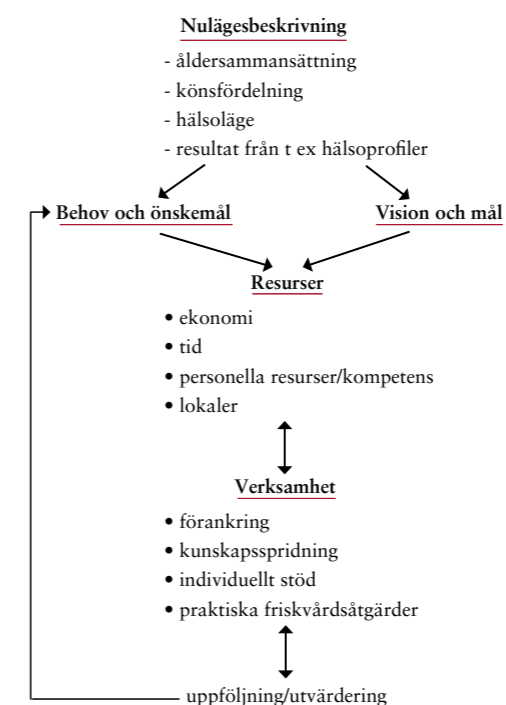 Nulägesbeskrivning
- åldersammansättning
- könsfördelning
- hälsoläge
- resultat från t ex hälsoprofiler
Behov och önskemål
Vision och mål
Resurser
• ekonomi
• tid
• personella resurser/kompetens
• lokaler
Verksamhet
• förankring
• kunskapsspridning
• individuellt stöd
• praktiska friskvårdsåtgärder
uppföljning/utvärdering